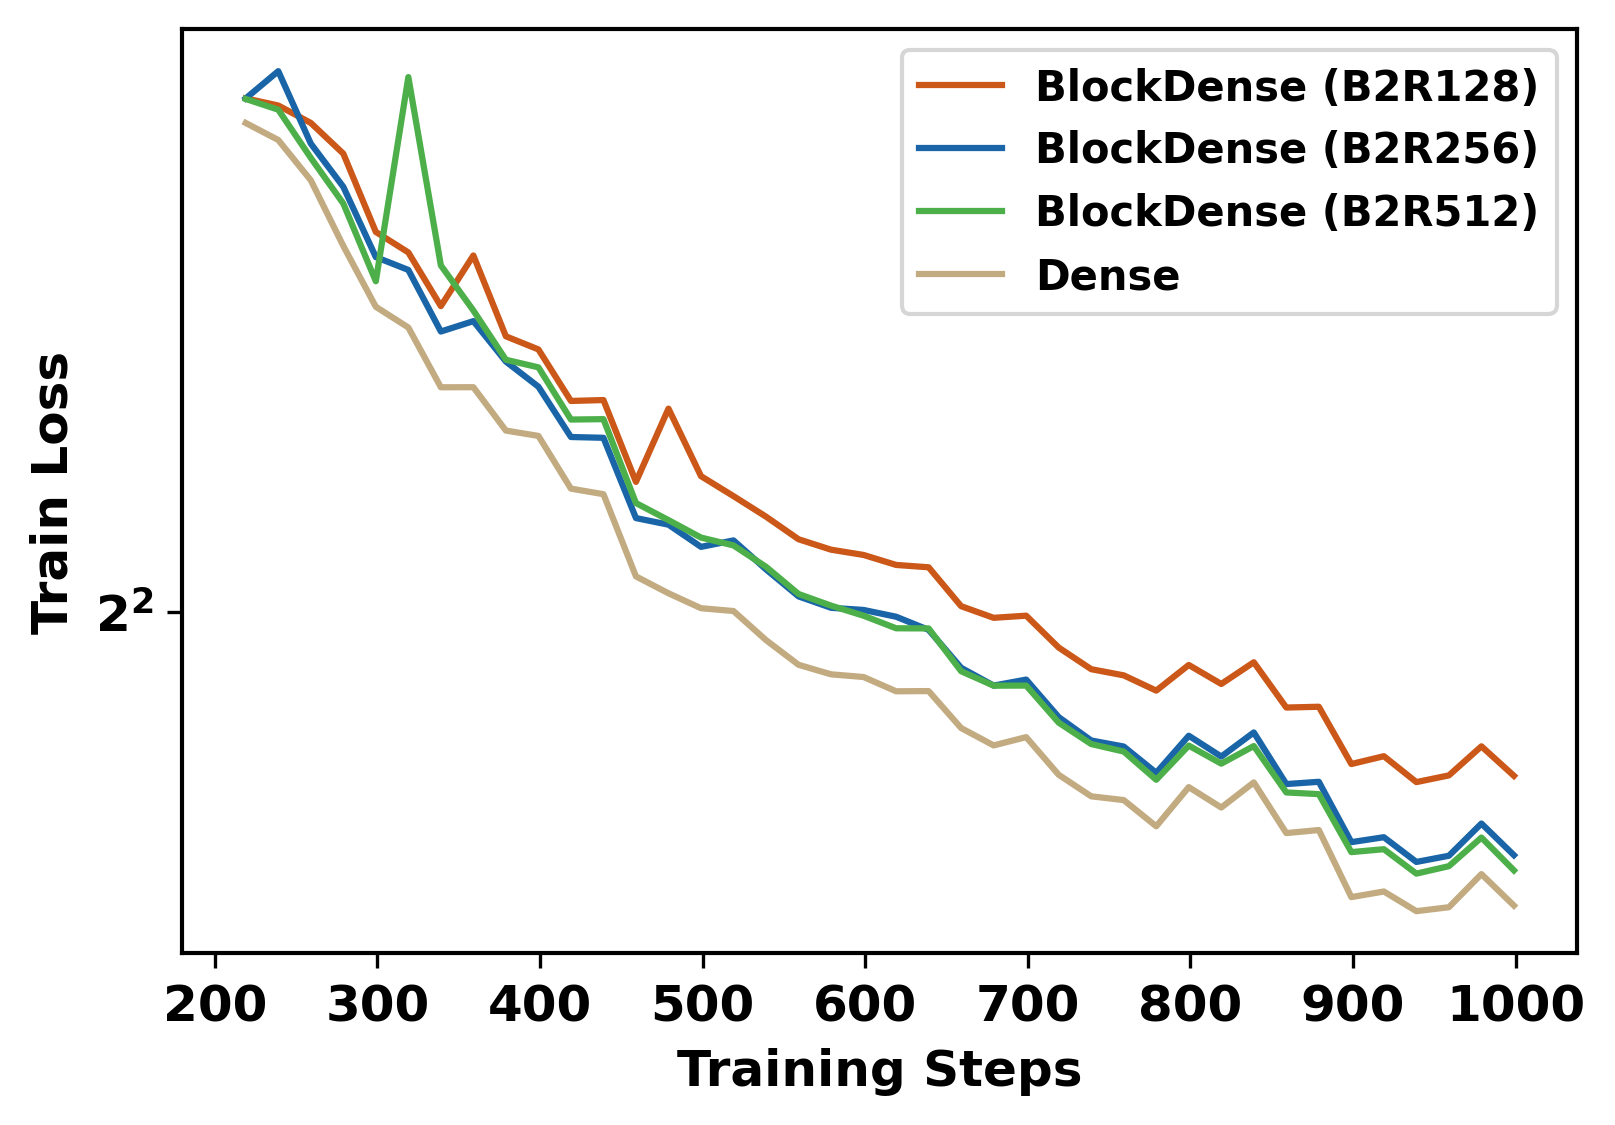 BlockDense (B2R128)
BlockDense (B2R256)
BlockDense (B2R512)
Dense
Train Loss
2²
200 300 400 500 600 700 800 900 1000
Training Steps